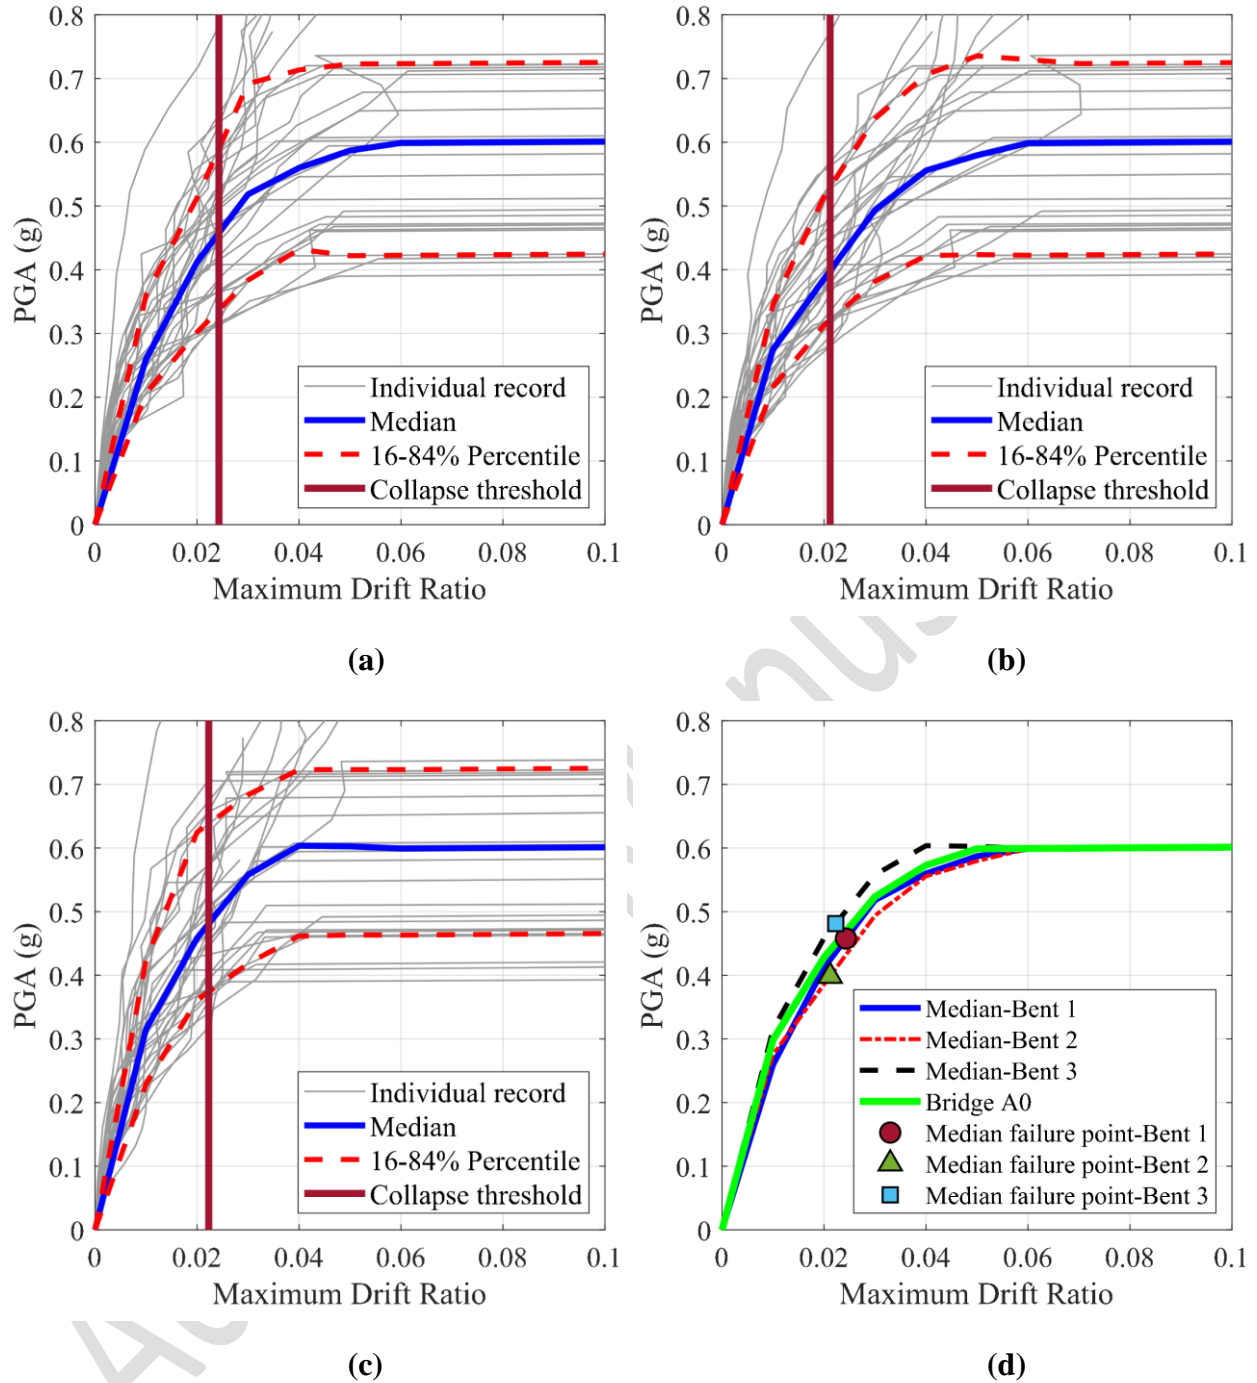 0.8
0.7
0.6
0.5
0.4
0.3
0.2
0.1
0
PGA (g)
Individual record
Median
16-84% Percentile
Collapse threshold
0 0.02 0.04 0.06 0.08 0.1
Maximum Drift Ratio
(a)
0.8
0.7
0.6
0.5
0.4
0.3
0.2
0.1
0
PGA (g)
Individual record
Median
16-84% Percentile
Collapse threshold
0 0.02 0.04 0.06 0.08 0.1
Maximum Drift Ratio
(b)
0.8
0.7
0.6
0.5
0.4
0.3
0.2
0.1
0
PGA (g)
Individual record
Median
16-84% Percentile
Collapse threshold
0 0.02 0.04 0.06 0.08 0.1
Maximum Drift Ratio
(c)
0.8
0.7
0.6
0.5
0.4
0.3
0.2
0.1
0
PGA (g)
Median-Bent 1
Median-Bent 2
Median-Bent 3
Bridge A0
Median failure point-Bent 1
Median failure point-Bent 2
Median failure point-Bent 3
0 0.02 0.04 0.06 0.08 0.1
Maximum Drift Ratio
(d)